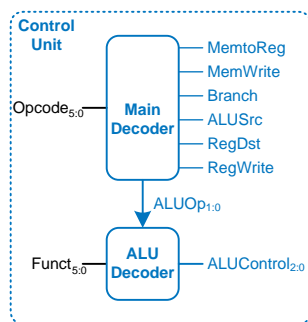 Control
Unit
MemtoReg
MemWrite
Branch
Opcode5:0
Main
Decoder
ALUSrc
RegDst
RegWrite
ALUOp1:0
Funct5:0
ALU
Decoder
ALUControl2:0